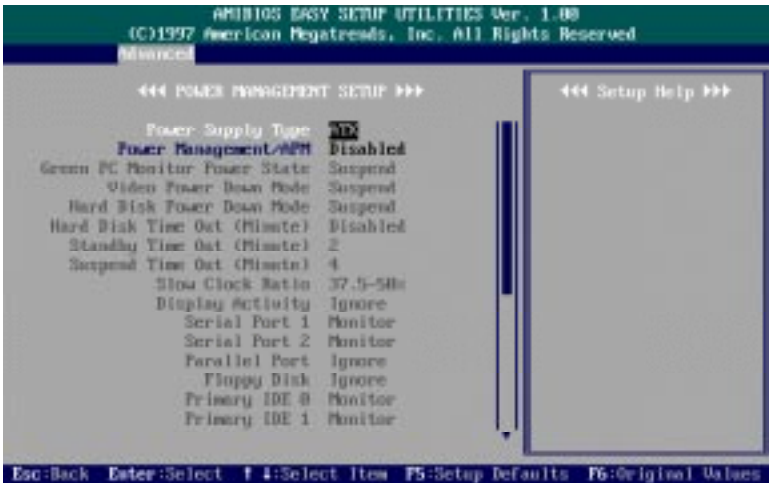 AMIBIOS EASY SETUP UTILITIES Ver. 1.00
(C)1997 American Megatrends, Inc. All Rights Reserved
Advanced
POWER MANAGEMENT SETUP
Setup Help
Power Supply Type ATX
Power Management/APM Disabled
Green PC Monitor Power State Suspend
Video Power Down Mode Suspend
Hard Disk Power Down Mode Suspend
Hard Disk Time Out (Minute) Disabled
Standby Time Out (Minute) 2
Suspend Time Out (Minute) 4
Slow Clock Ratio 37.5-50%
Display Activity Ignore
Serial Port 1 Monitor
Serial Port 2 Monitor
Parallel Port Ignore
Floppy Disk Ignore
Primary IDE 0 Monitor
Primary IDE 1 Monitor
Esc:Back Enter:Select ↑ ↓:Select Item F5:Setup Defaults F6:Original Values